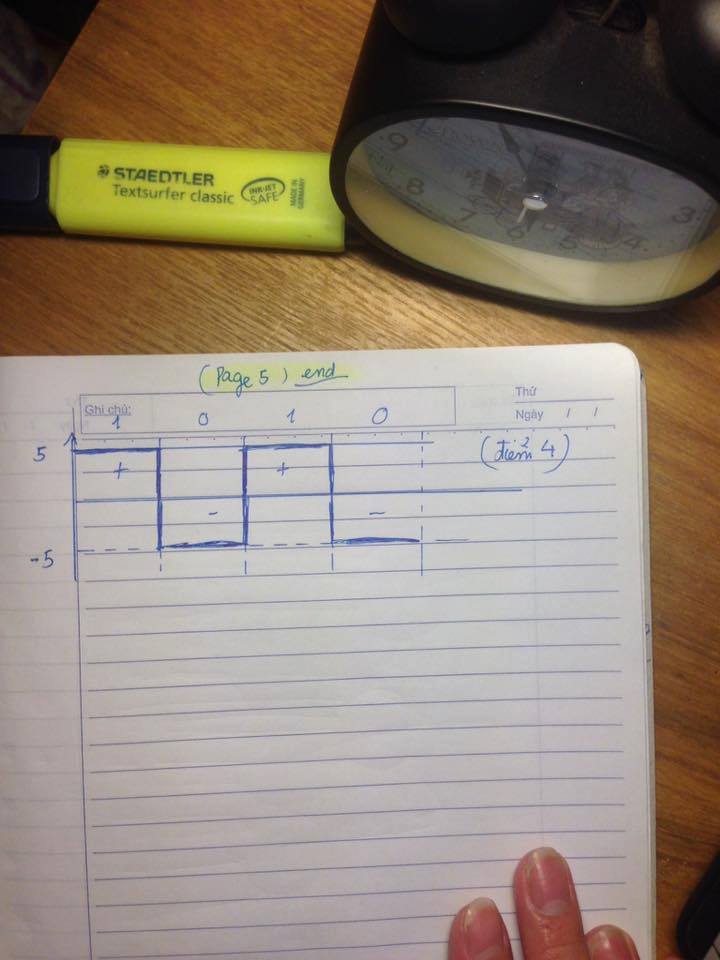 STAEDTLER
Textsurfer classic
INK-JET
SAFE
MADE IN
GERMANY
9
8
7
6
5
4
3
(Page 5) end
Ghi chú:
Thứ
Ngày / /
1 0 1 0
5
(điểm 4)
+ +
- -
-5